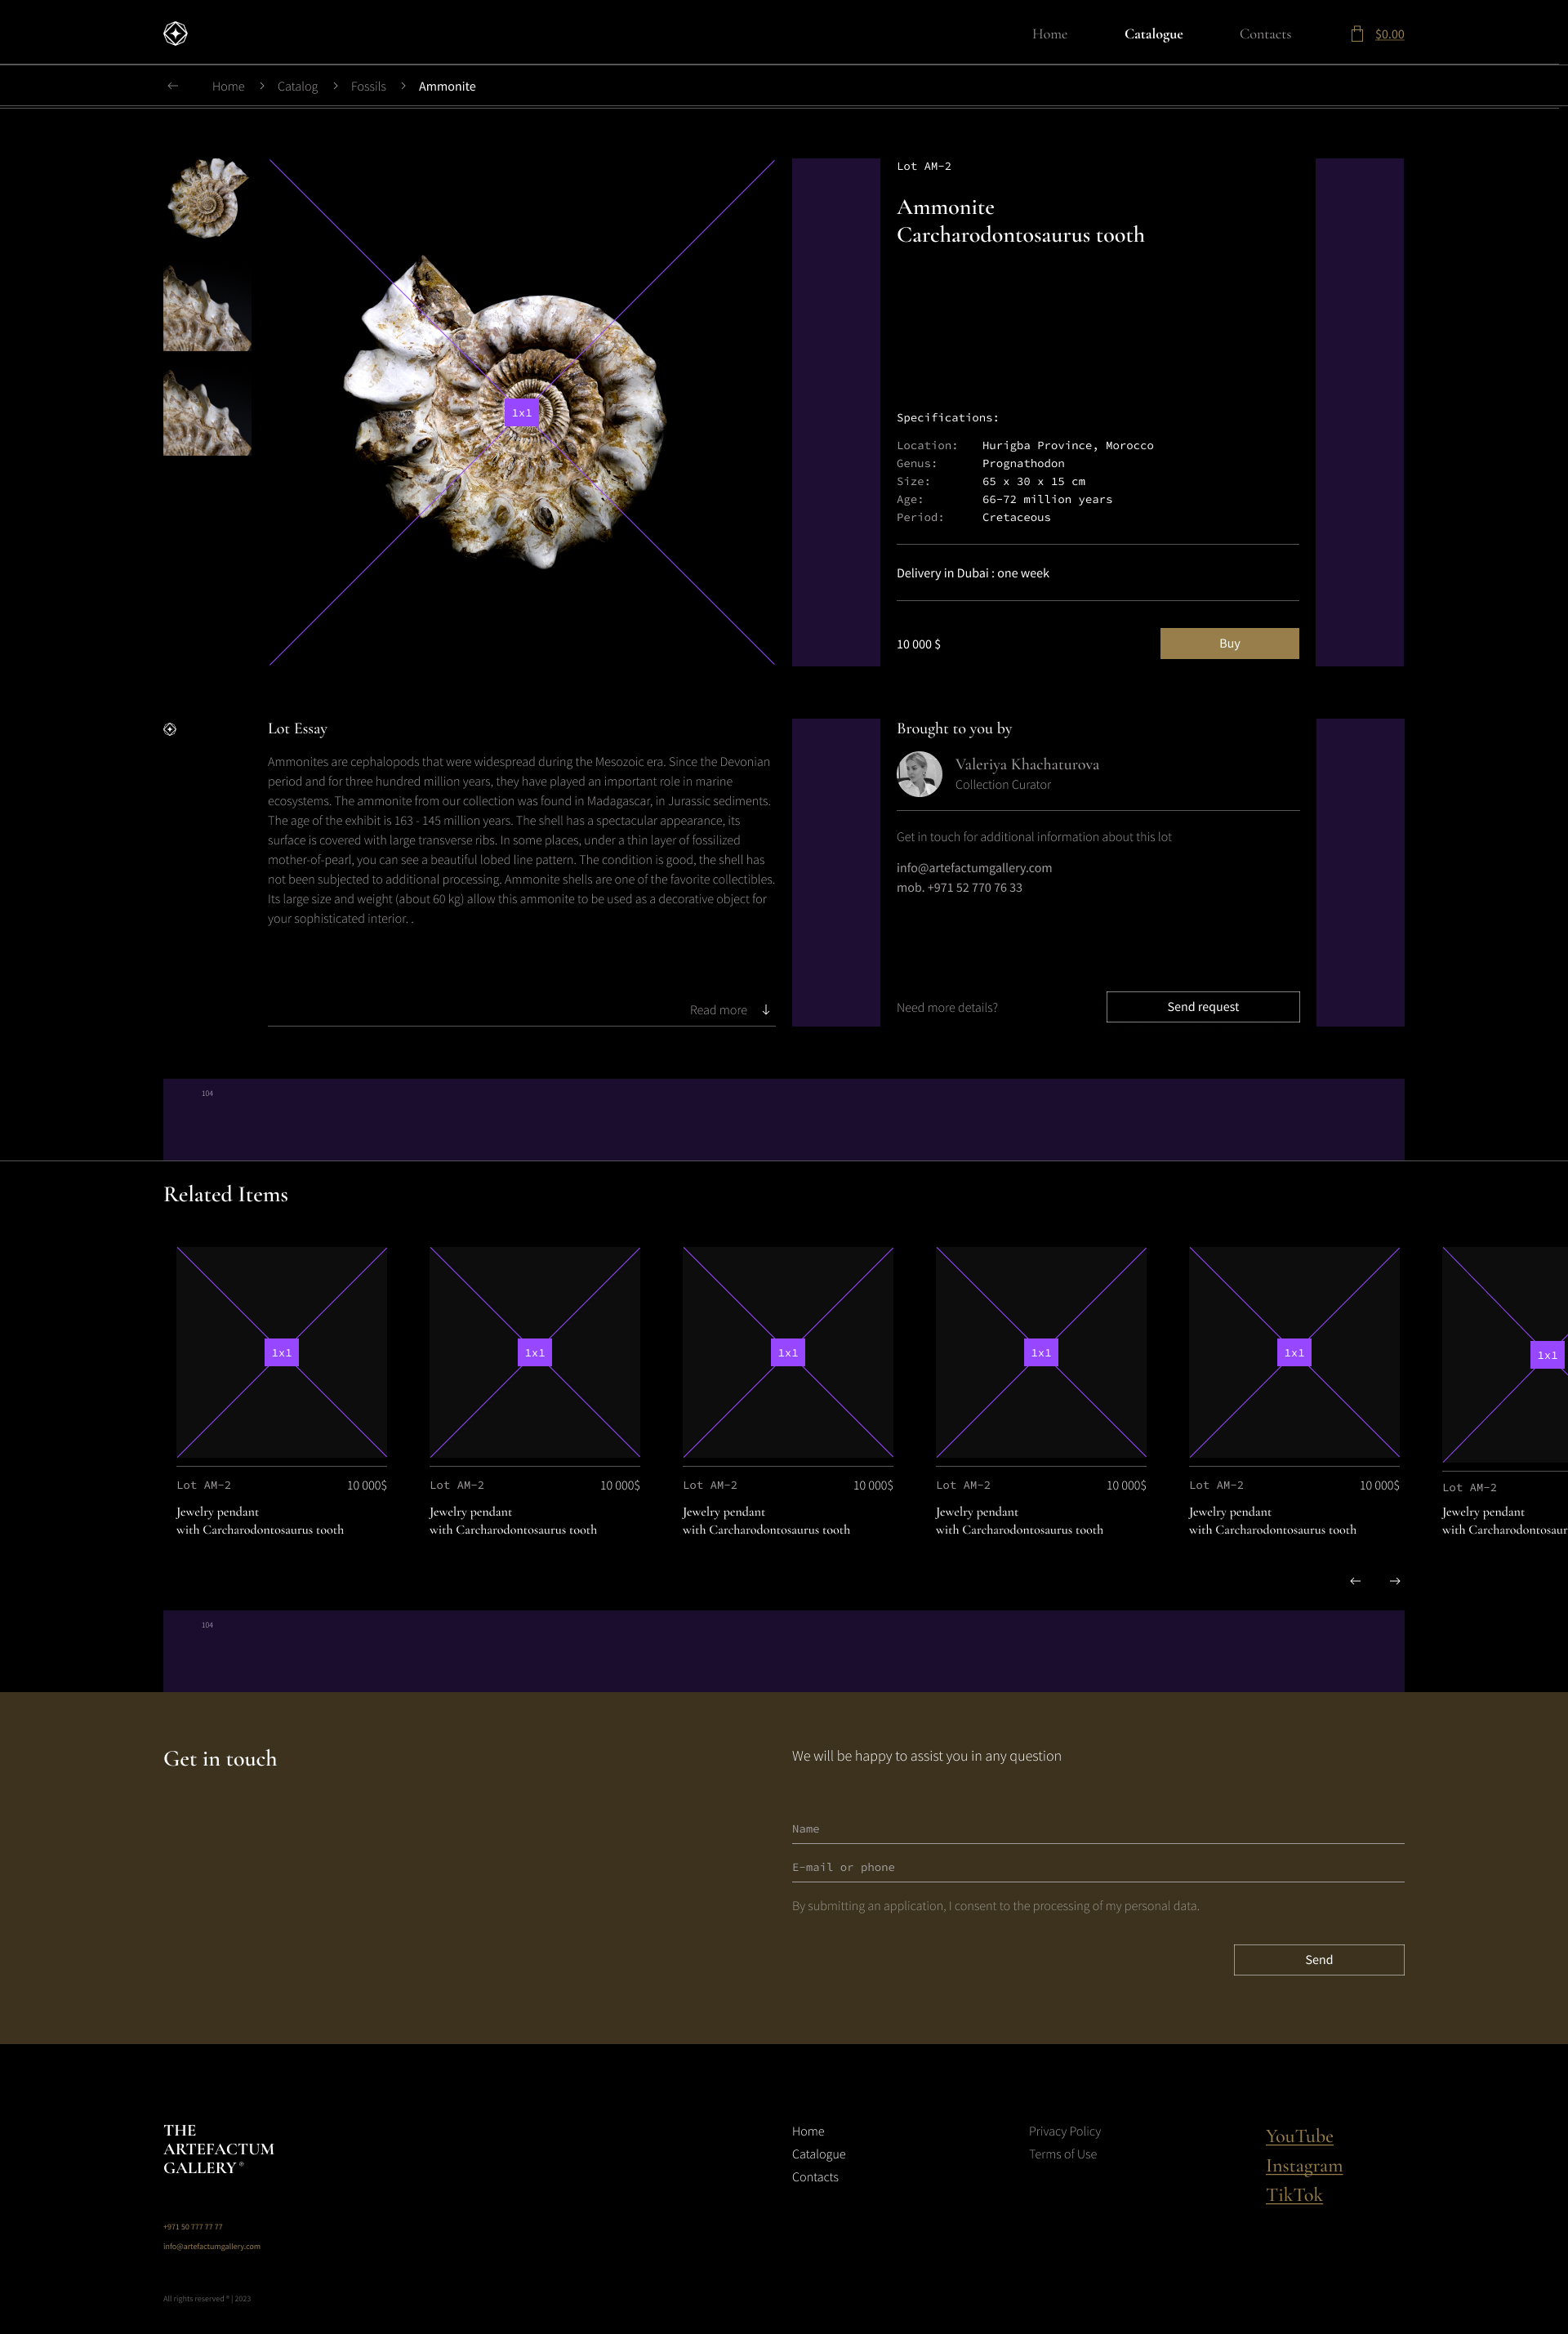 Home
Catalogue
Contacts
$0.00
Home
Catalog
Fossils
Ammonite
1x1
Lot AM-2
Ammonite
Carcharodontosaurus tooth
Specifications:
Location: Hurigba Province, Morocco
Genus: Prognathodon
Size: 65 x 30 x 15 cm
Age: 66-72 million years
Period: Cretaceous
Delivery in Dubai : one week
10 000 $
Buy
Lot Essay
Ammonites are cephalopods that were widespread during the Mesozoic era. Since the Devonian
period and for three hundred million years, they have played an important role in marine
ecosystems. The ammonite from our collection was found in Madagascar, in Jurassic sediments.
The age of the exhibit is 163 - 145 million years. The shell has a spectacular appearance, its
surface is covered with large transverse ribs. In some places, under a thin layer of fossilized
mother-of-pearl, you can see a beautiful lobed line pattern. The condition is good, the shell has
not been subjected to additional processing. Ammonite shells are one of the favorite collectibles.
Its large size and weight (about 60 kg) allow this ammonite to be used as a decorative object for
your sophisticated interior. .
Read more
Brought to you by
Valeriya Khachaturova
Collection Curator
Get in touch for additional information about this lot
info@artefactumgallery.com
mob. +971 52 770 76 33
Need more details?
Send request
104
Related Items
1x1
1x1
1x1
1x1
1x1
1x1
Lot AM-2 10 000$
Jewelry pendant
with Carcharodontosaurus tooth
Lot AM-2 10 000$
Jewelry pendant
with Carcharodontosaurus tooth
Lot AM-2 10 000$
Jewelry pendant
with Carcharodontosaurus tooth
Lot AM-2 10 000$
Jewelry pendant
with Carcharodontosaurus tooth
Lot AM-2 10 000$
Jewelry pendant
with Carcharodontosaurus tooth
Lot AM-2
Jewelry pendant
with Carcharodontosaur
104
Get in touch
We will be happy to assist you in any question
Name
E-mail or phone
By submitting an application, I consent to the processing of my personal data.
Send
THE
ARTEFACTUM
GALLERY®
+971 50 777 77 77
info@artefactumgallery.com
All rights reserved ® | 2023
Home
Catalogue
Contacts
Privacy Policy
Terms of Use
YouTube
Instagram
TikTok